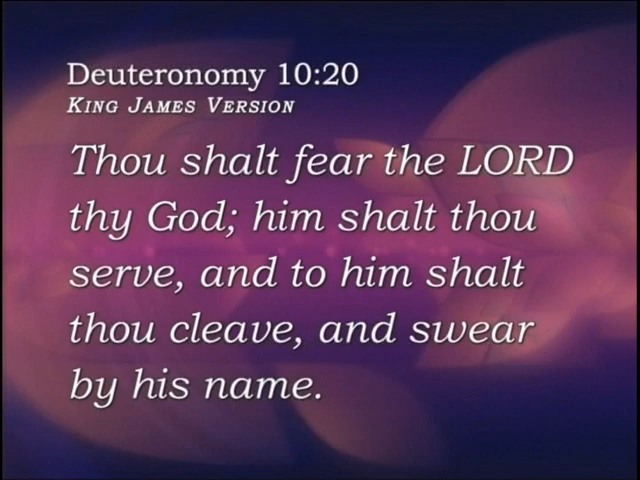 Deuteronomy 10:20
KING JAMES VERSION
Thou shalt fear the LORD
thy God; him shalt thou
serve, and to him shalt
thou cleave, and swear
by his name.